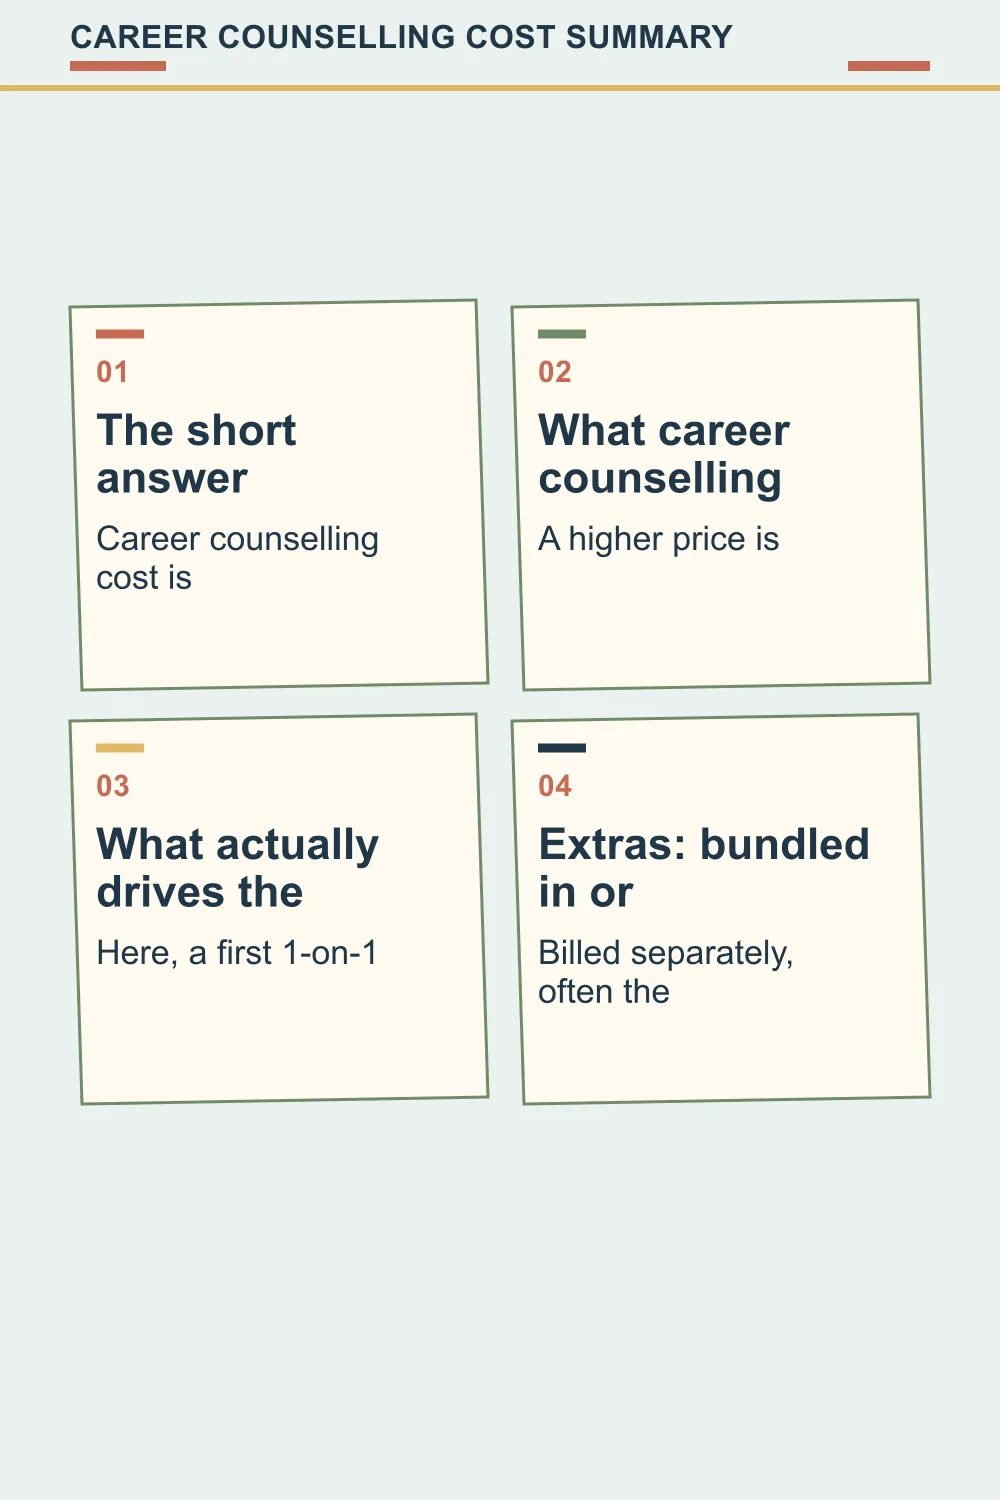 CAREER COUNSELLING COST SUMMARY
01
The short
answer
Career counselling
cost is
02
What career
counselling
A higher price is
03
What actually
drives the
Here, a first 1-on-1
04
Extras: bundled
in or
Billed separately,
often the